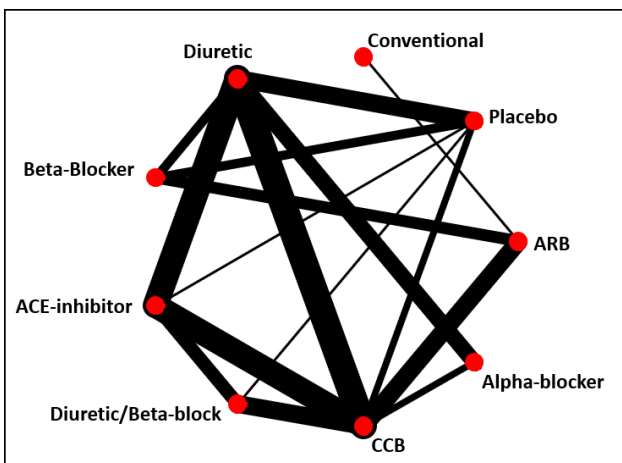 Conventional
Diuretic
Placebo
Beta-Blocker
ARB
ACE-inhibitor
Alpha-blocker
Diuretic/Beta-block
CCB